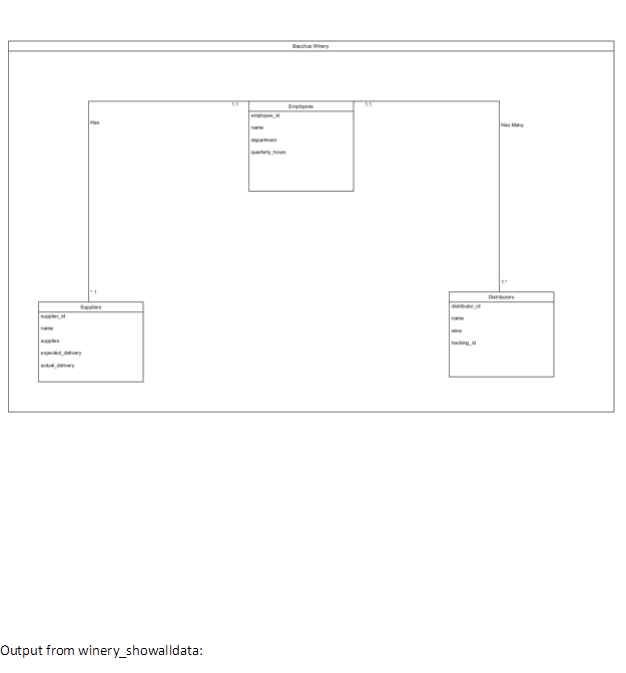 Bacchus Winery
1.1
Employees
1.1
employee_id
name
department
quarterly_hours
Has
Has Many
1.1
1.*
Suppliers
supplier_id
name
supplies
expected_delivery
actual_delivery
Distributors
distributor_id
name
wine
tracking_id
Output from winery_showalldata: